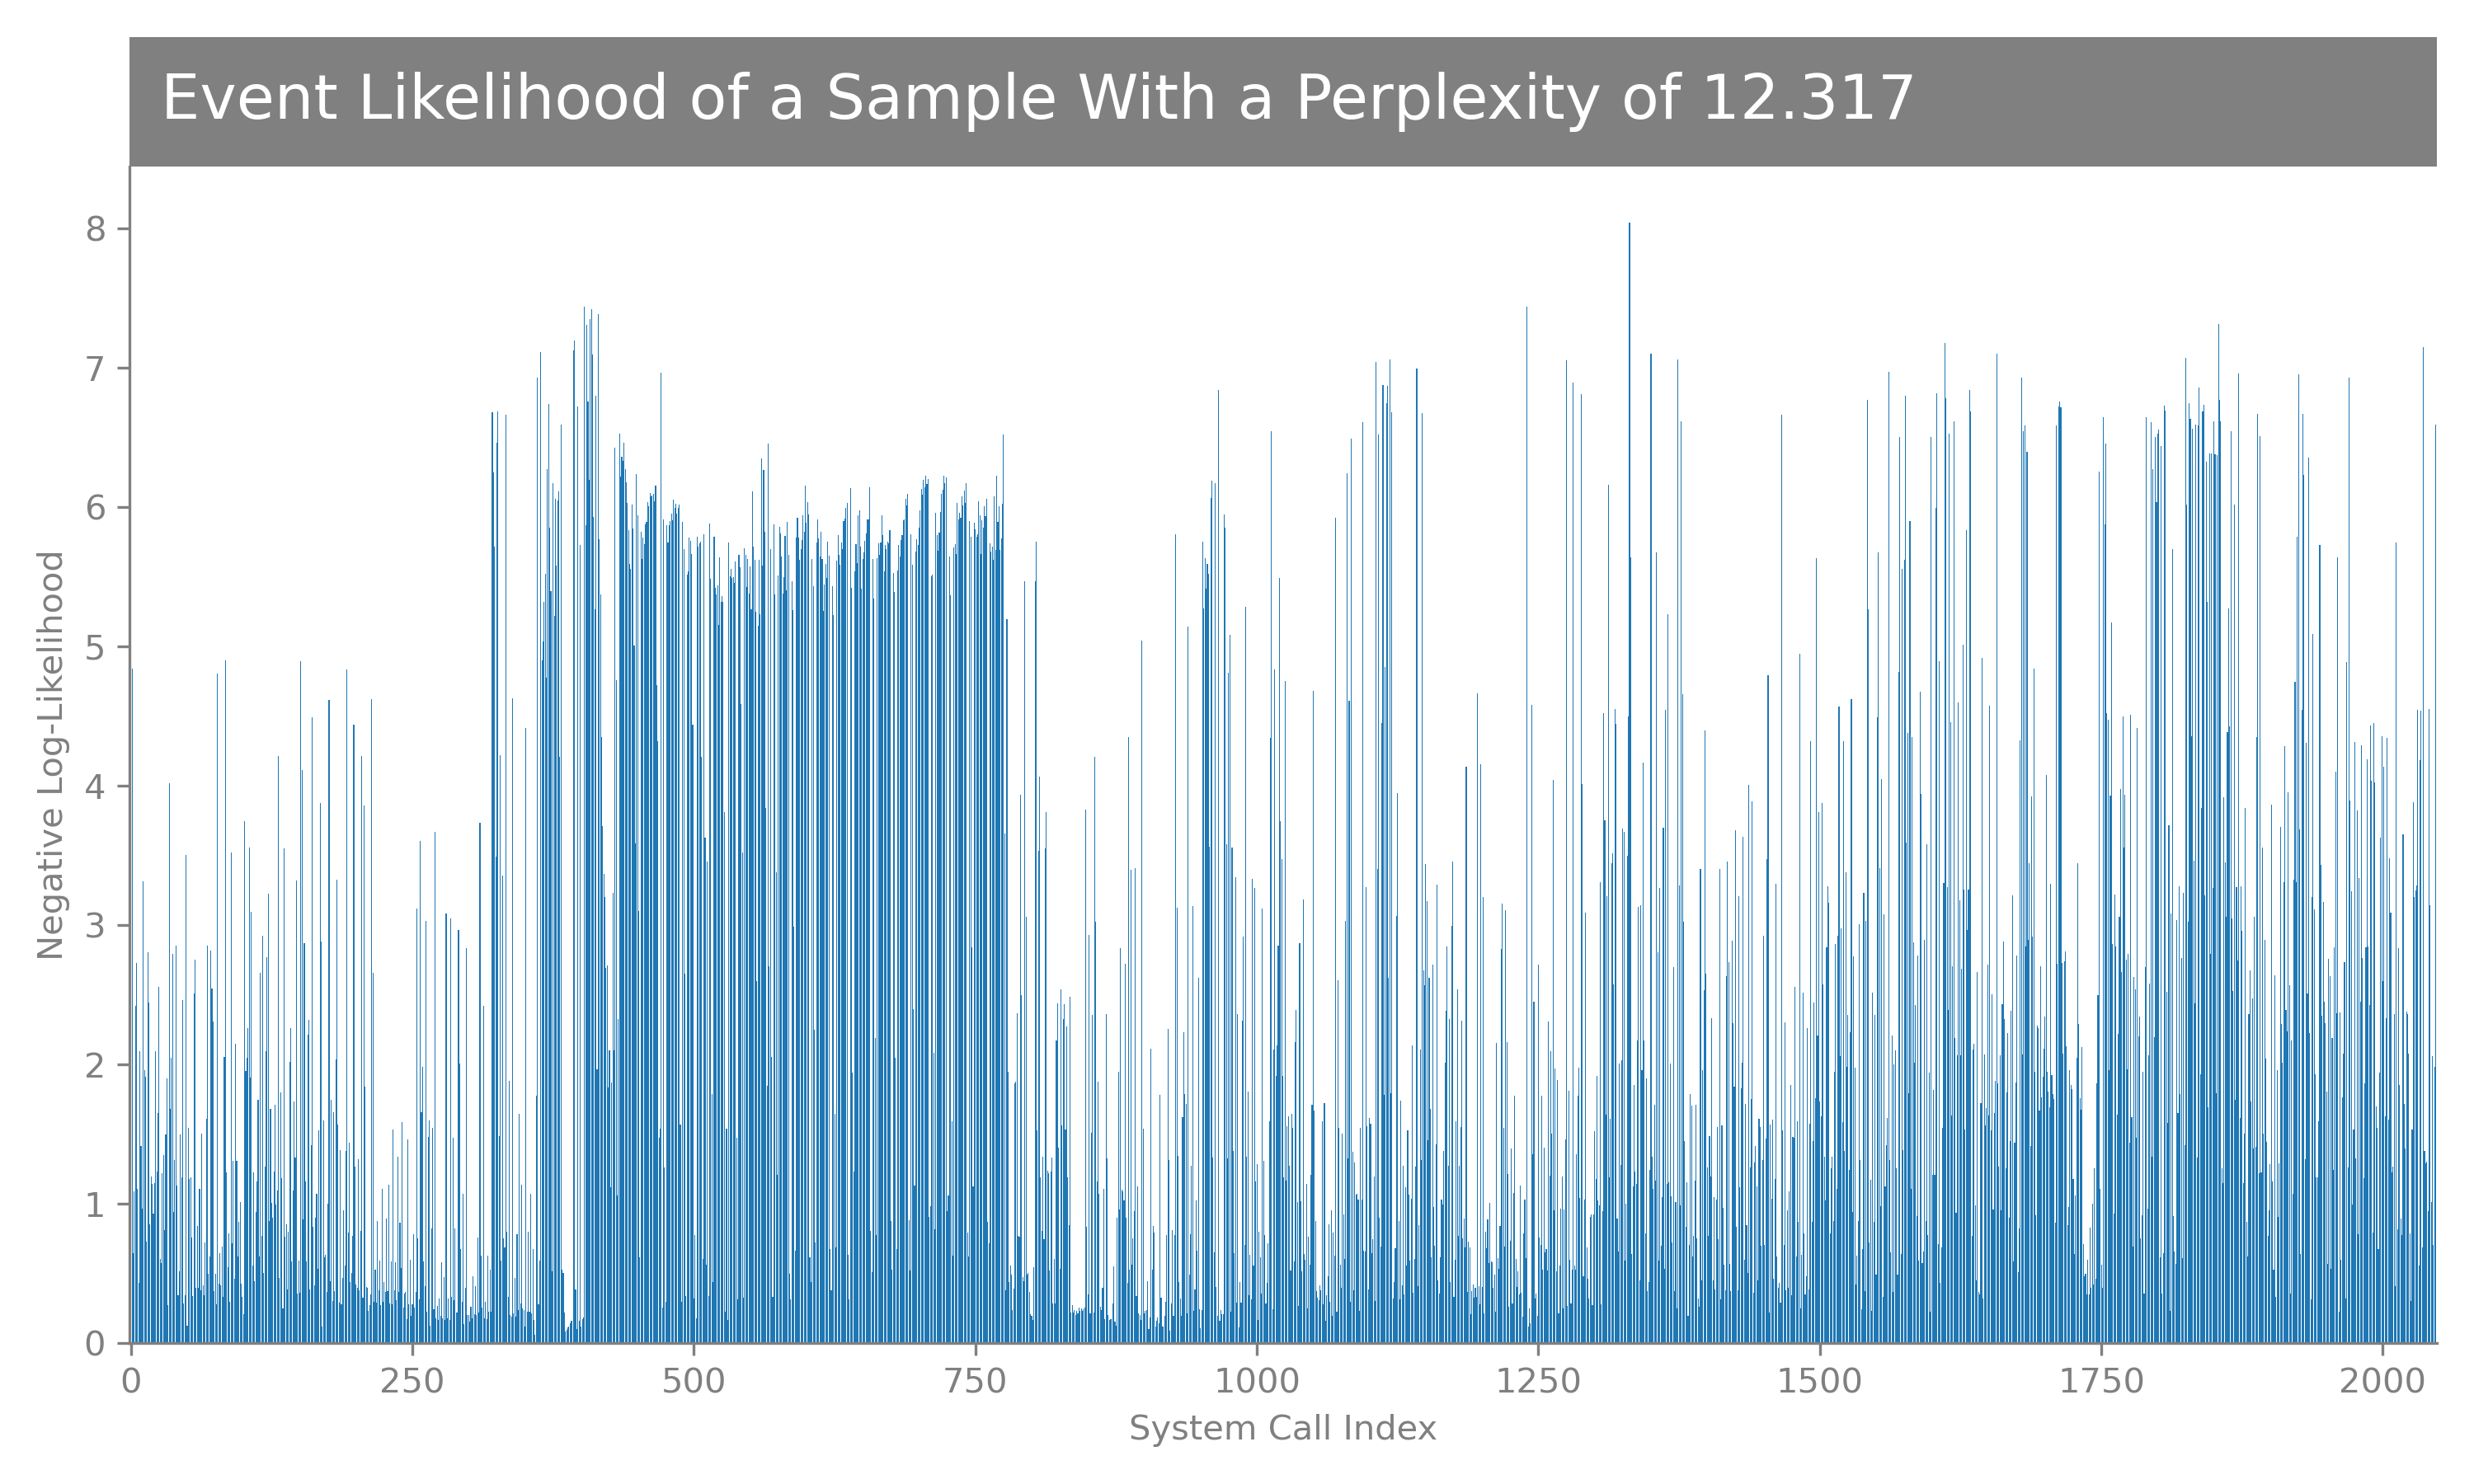 Event Likelihood of a Sample With a Perplexity of 12.317
8
7
6
5
4
3
2
1
0
Negative Log-Likelihood
0 250 500 750 1000 1250 1500 1750 2000
System Call Index